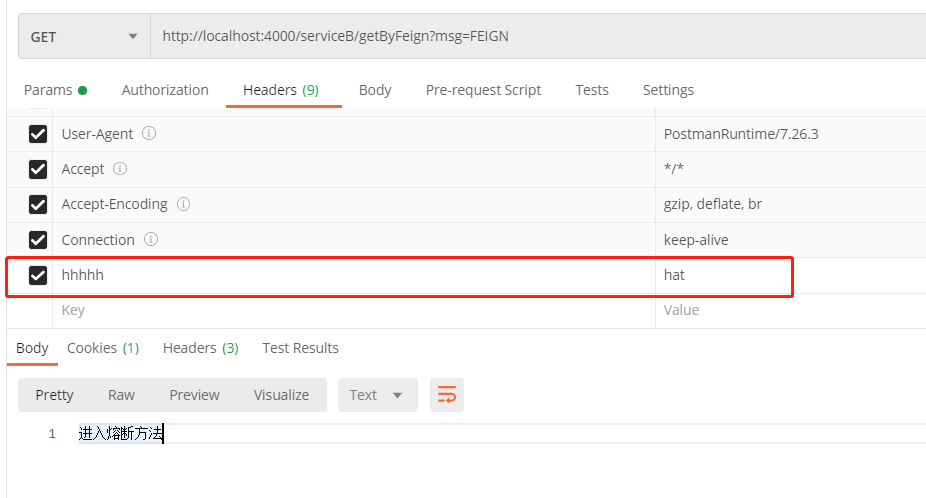 GET http://localhost:4000/serviceB/getByFeign?msg=FEIGN
Params Authorization Headers (9) Body Pre-request Script Tests Settings
User-Agent PostmanRuntime/7.26.3
Accept */*
Accept-Encoding gzip, deflate, br
Connection keep-alive
hhhhh hat
Key Value
Body Cookies (1) Headers (3) Test Results
Pretty Raw Preview Visualize Text
1 进入熔断方法